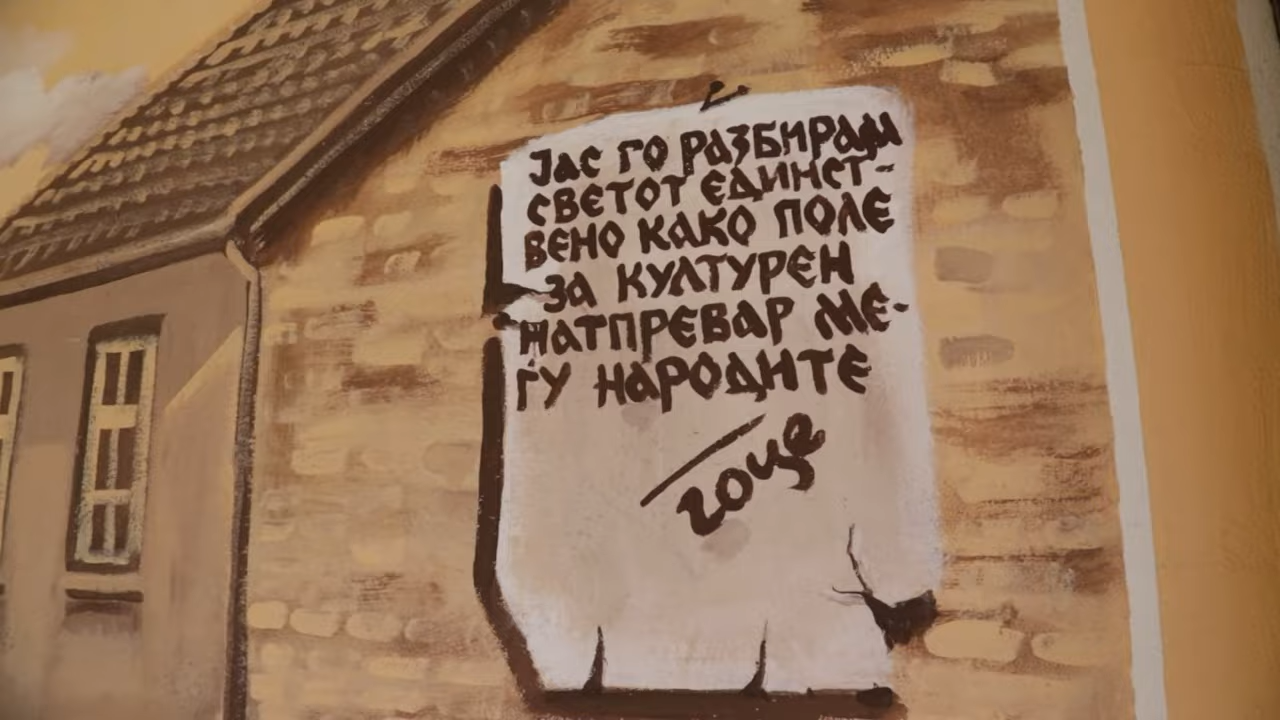 ЈАС ГО РАЗБИРАМ
СВЕТОТ ЕДИНСТ-
ВЕНО КАКО ПОЛЕ
ЗА КУЛТУРЕН
НАТПРЕВАР МЕ-
ЃУ НАРОДИТЕ
гоце